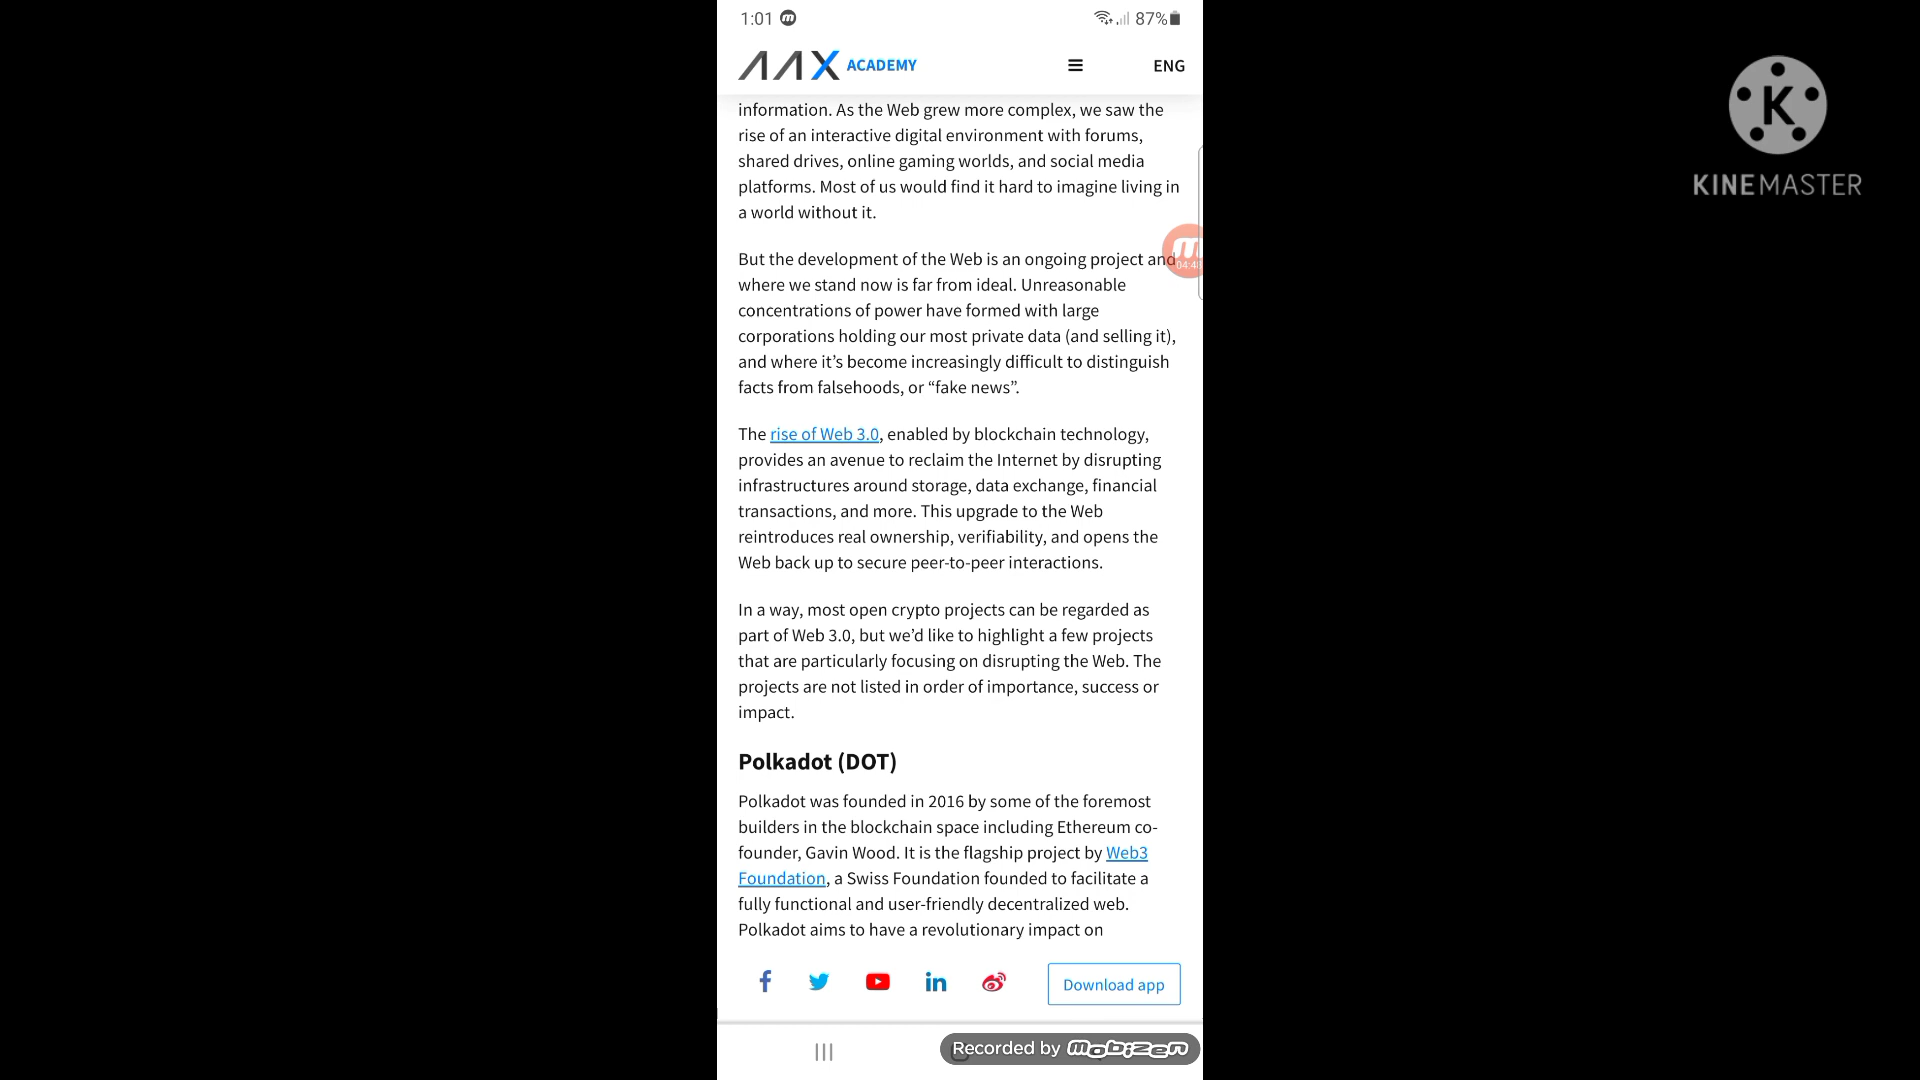 1:01
87%
AAX ACADEMY
ENG
information. As the Web grew more complex, we saw the
rise of an interactive digital environment with forums,
shared drives, online gaming worlds, and social media
platforms. Most of us would find it hard to imagine living in
a world without it.
But the development of the Web is an ongoing project and
where we stand now is far from ideal. Unreasonable
concentrations of power have formed with large
corporations holding our most private data (and selling it),
and where it’s become increasingly difficult to distinguish
facts from falsehoods, or “fake news”.
The rise of Web 3.0, enabled by blockchain technology,
provides an avenue to reclaim the Internet by disrupting
infrastructures around storage, data exchange, financial
transactions, and more. This upgrade to the Web
reintroduces real ownership, verifiability, and opens the
Web back up to secure peer-to-peer interactions.
In a way, most open crypto projects can be regarded as
part of Web 3.0, but we’d like to highlight a few projects
that are particularly focusing on disrupting the Web. The
projects are not listed in order of importance, success or
impact.
Polkadot (DOT)
Polkadot was founded in 2016 by some of the foremost
builders in the blockchain space including Ethereum co-
founder, Gavin Wood. It is the flagship project by Web3
Foundation, a Swiss Foundation founded to facilitate a
fully functional and user-friendly decentralized web.
Polkadot aims to have a revolutionary impact on
Download app
Recorded by Mobizen
K
KINEMASTER